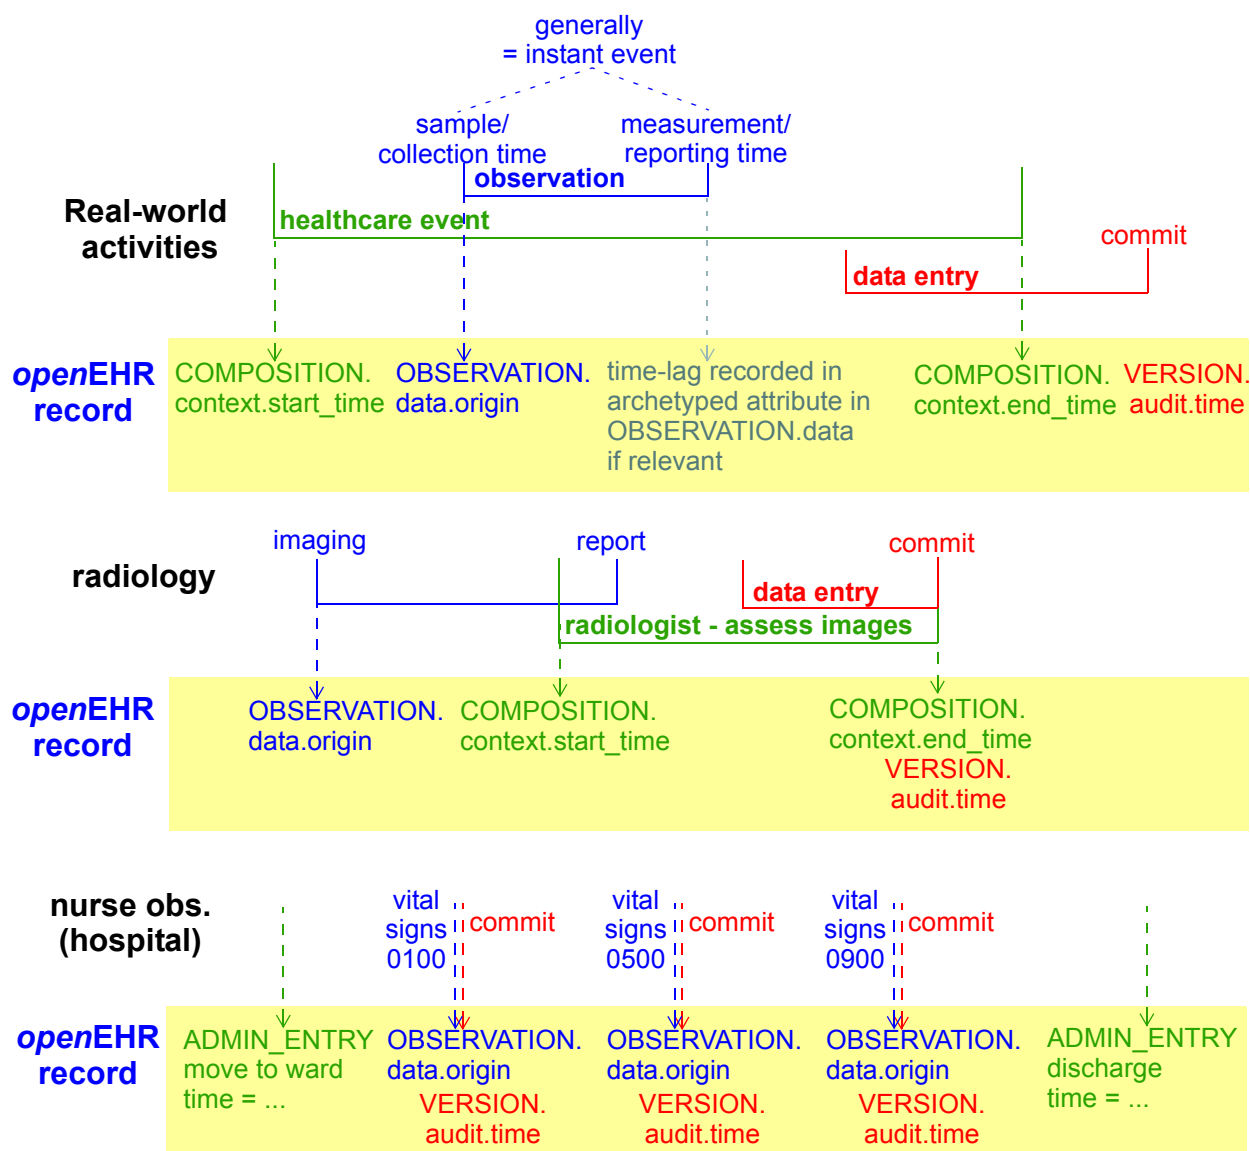 generally
= instant event
sample/
collection time
measurement/
reporting time
observation
Real-world
activities
healthcare event
commit
data entry
openEHR
record
COMPOSITION.
context.start_time
OBSERVATION.
data.origin
time-lag recorded in
archetyped attribute in
OBSERVATION.data
if relevant
COMPOSITION.
context.end_time
VERSION.
audit.time
radiology
imaging
report
commit
data entry
radiologist - assess images
openEHR
record
OBSERVATION.
data.origin
COMPOSITION.
context.start_time
COMPOSITION.
context.end_time
VERSION.
audit.time
nurse obs.
(hospital)
vital
signs
0100
commit
vital
signs
0500
commit
vital
signs
0900
commit
openEHR
record
ADMIN_ENTRY
move to ward
time = ...
OBSERVATION.
data.origin
VERSION.
audit.time
OBSERVATION.
data.origin
VERSION.
audit.time
OBSERVATION.
data.origin
VERSION.
audit.time
ADMIN_ENTRY
discharge
time = ...